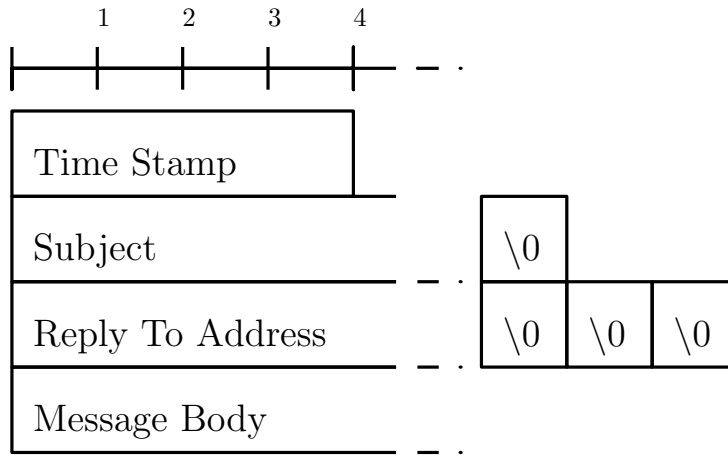 1 2 3 4
Time Stamp
Subject \0
Reply To Address \0 \0 \0
Message Body